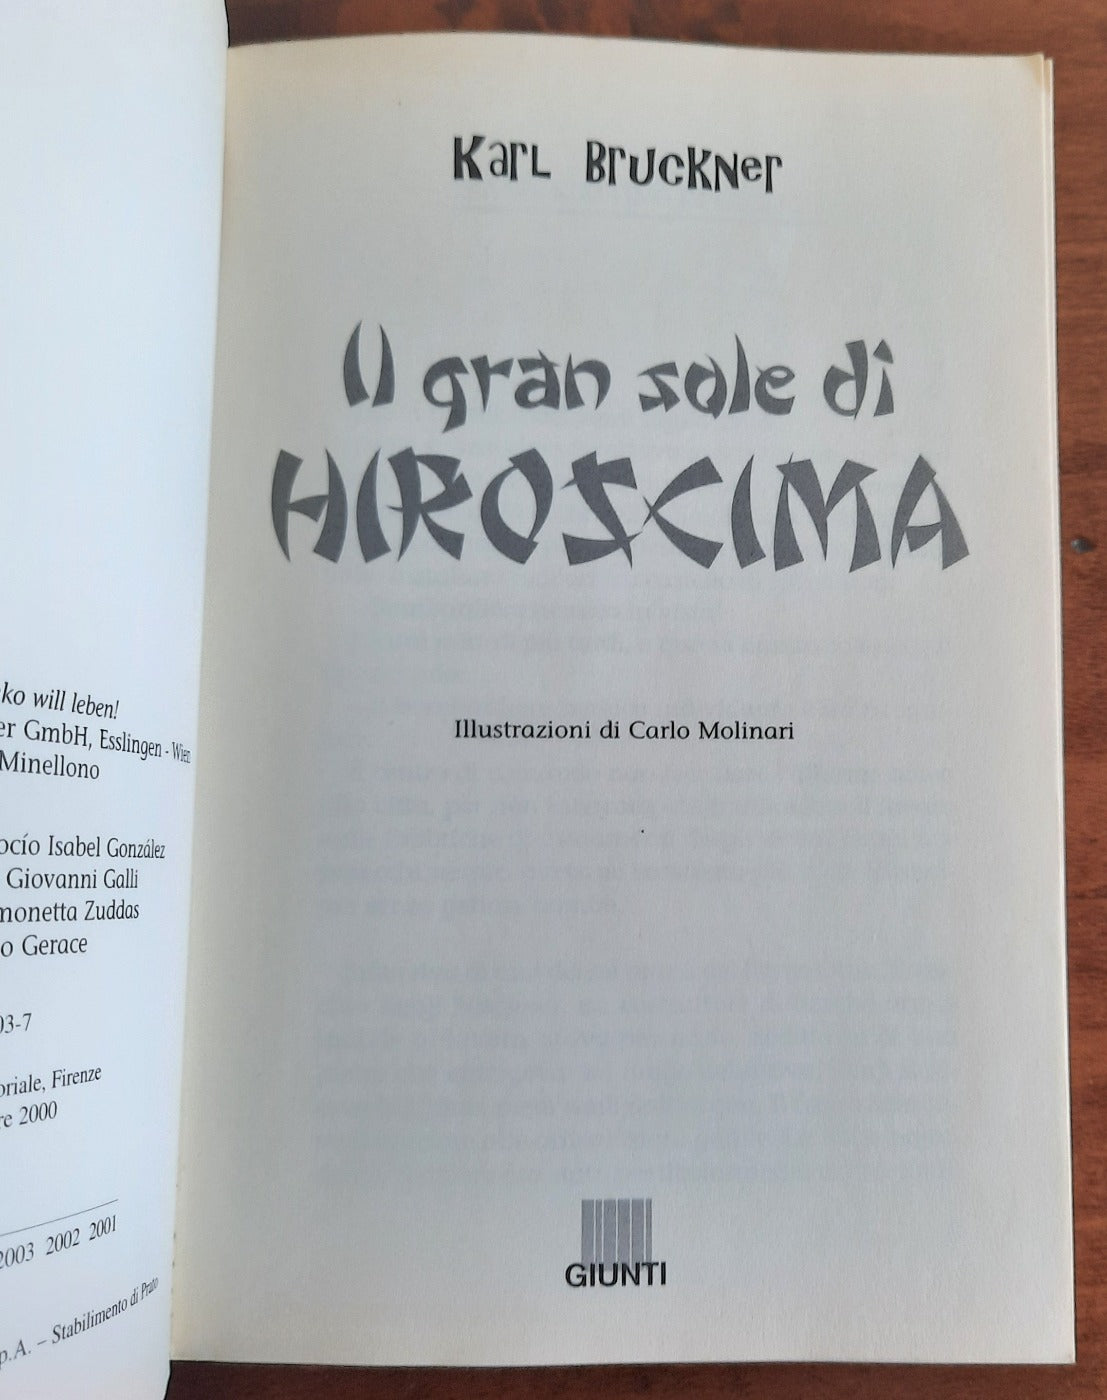 ko will leben!
er GmbH, Esslingen - Wien
Minellono
ocío Isabel González
Giovanni Galli
monetta Zuddas
o Gerace
03-7
oriale, Firenze
re 2000
2003 2002 2001
p.A. – Stabilimento di Prato
Karl Bruckner
Il gran sole di
HIROSCIMA
Illustrazioni di Carlo Molinari
GIUNTI